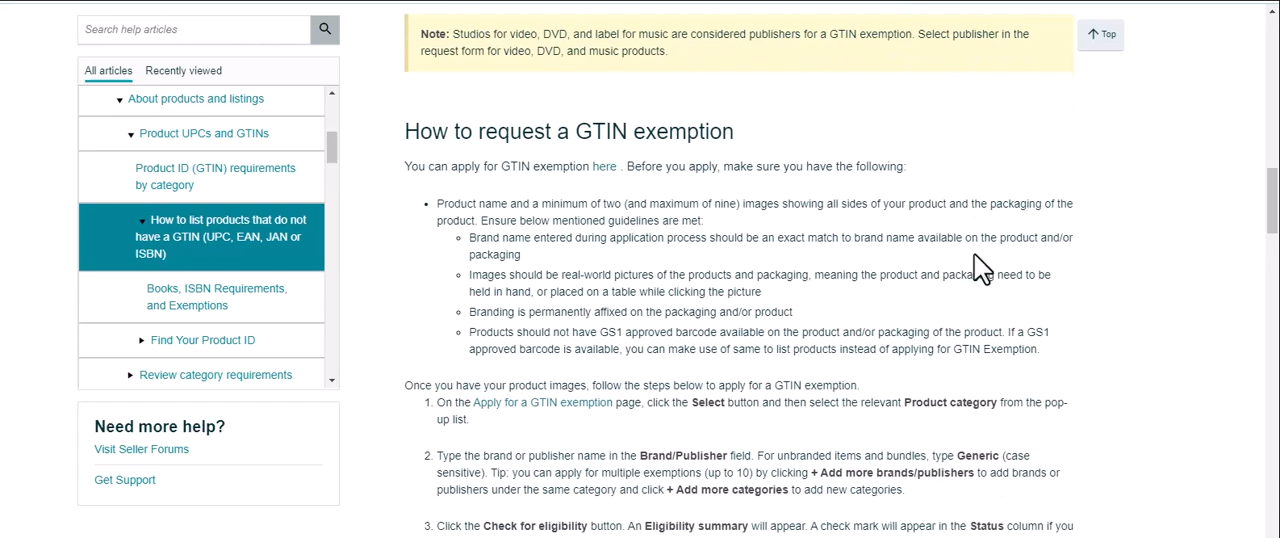 Search help articles
All articles Recently viewed
About products and listings
Product UPCs and GTINs
Product ID (GTIN) requirements
by category
How to list products that do not
have a GTIN (UPC, EAN, JAN or
ISBN)
Books, ISBN Requirements,
and Exemptions
Find Your Product ID
Review category requirements
Need more help?
Visit Seller Forums
Get Support
Note: Studios for video, DVD, and label for music are considered publishers for a GTIN exemption. Select publisher in the
request form for video, DVD, and music products.
Top
How to request a GTIN exemption
You can apply for GTIN exemption here . Before you apply, make sure you have the following:
• Product name and a minimum of two (and maximum of nine) images showing all sides of your product and the packaging of the
product. Ensure below mentioned guidelines are met:
Brand name entered during application process should be an exact match to brand name available on the product and/or
packaging
Images should be real-world pictures of the products and packaging, meaning the product and need to be
held in hand, or placed on a table while clicking the picture
Branding is permanently affixed on the packaging and/or product
Products should not have GS1 approved barcode available on the product and/or packaging of the product. If a GS1
approved barcode is available, you can make use of same to list products instead of applying for GTIN Exemption.
Once you have your product images, follow the steps below to apply for a GTIN exemption.
1. On the Apply for a GTIN exemption page, click the Select button and then select the relevant Product category from the pop-
up list.
2. Type the brand or publisher name in the Brand/Publisher field. For unbranded items and bundles, type Generic (case
sensitive). Tip: you can apply for multiple exemptions (up to 10) by clicking + Add more brands/publishers to add brands or
publishers under the same category and click + Add more categories to add new categories.
3. Click the Check for eligibility button. An Eligibility summary will appear. A check mark will appear in the Status column if you